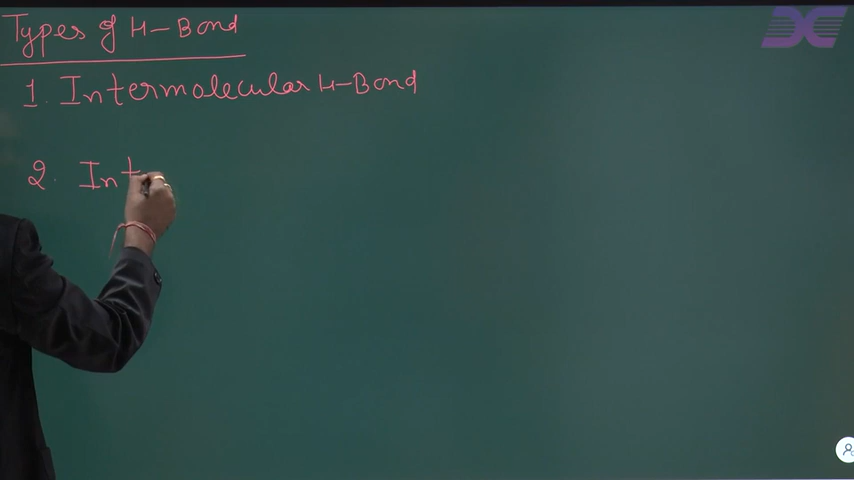 Types of H-Bond
1. Intermolecular H-Bond
2. Int